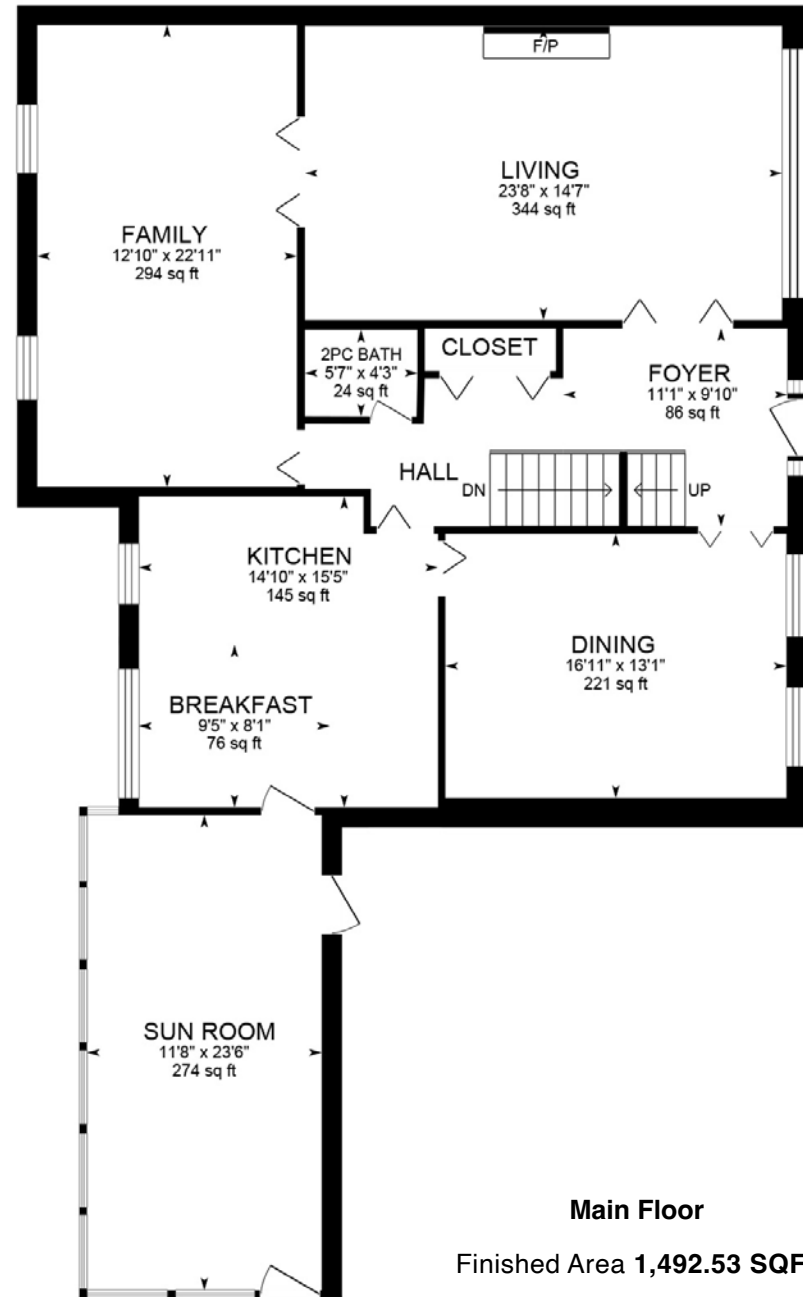 F/P
LIVING
23'8" x 14'7"
344 sq ft
FAMILY
12'10" x 22'11"
294 sq ft
2PC BATH
5'7" x 4'3"
24 sq ft
CLOSET
FOYER
11'1" x 9'10"
86 sq ft
HALL
DN
UP
KITCHEN
14'10" x 15'5"
145 sq ft
DINING
16'11" x 13'1"
221 sq ft
BREAKFAST
9'5" x 8'1"
76 sq ft
SUN ROOM
11'8" x 23'6"
274 sq ft
Main Floor
Finished Area 1,492.53 SQF